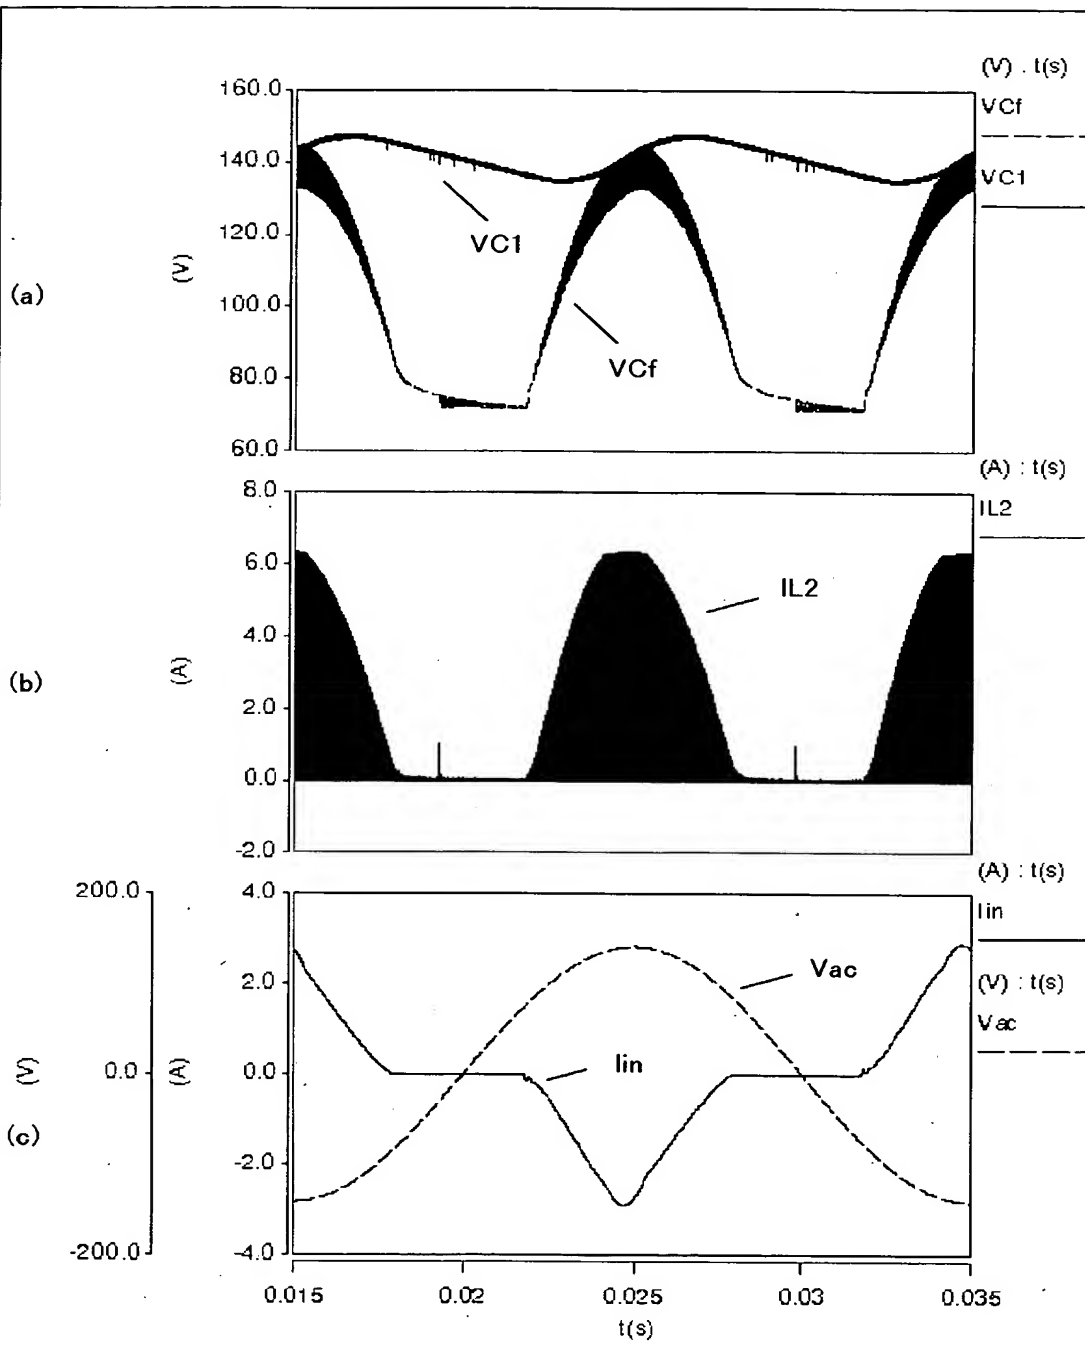 (V) : t(s)
VCf
VC1
160.0
140.0
120.0
100.0
80.0
60.0
(V)
(a)
VC1
VCf
(A) : t(s)
IL2
8.0
6.0
4.0
2.0
0.0
-2.0
(A)
(b)
IL2
(A) : t(s)
Iin
(V) : t(s)
Vac
200.0
0.0
-200.0
(V)
4.0
2.0
0.0
-2.0
-4.0
(A)
(c)
Vac
Iin
0.015
0.02
0.025
0.03
0.035
t(s)